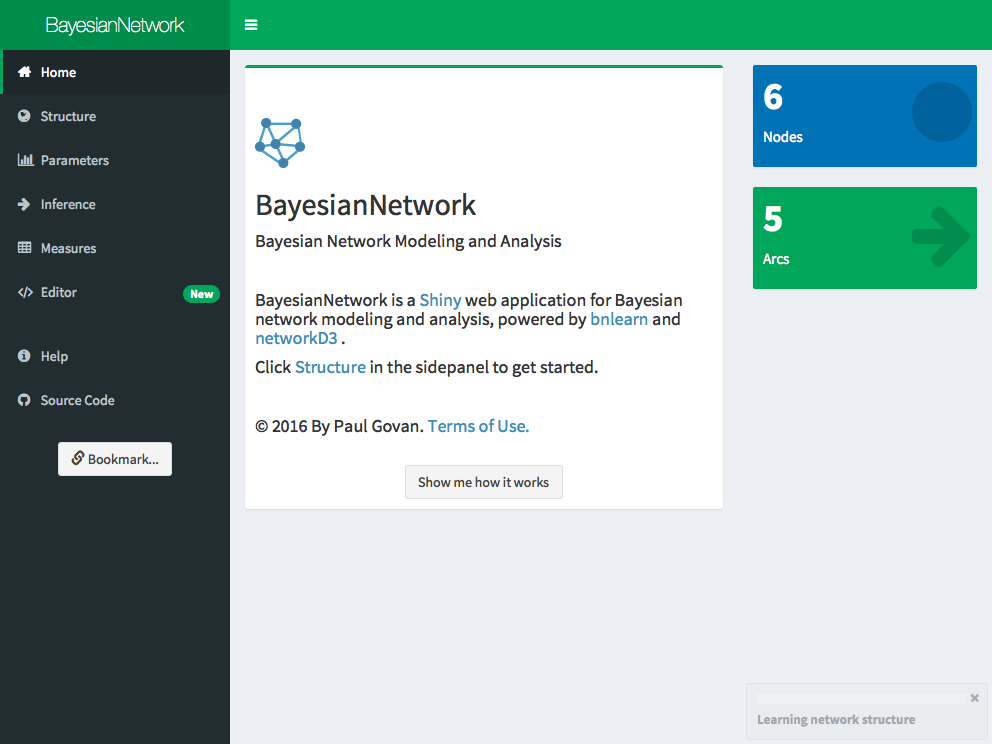 BayesianNetwork
Home
Structure
Parameters
Inference
Measures
Editor New
Help
Source Code
Bookmark...
BayesianNetwork
Bayesian Network Modeling and Analysis
BayesianNetwork is a Shiny web application for Bayesian
network modeling and analysis, powered by bnlearn and
networkD3 .
Click Structure in the sidepanel to get started.
© 2016 By Paul Govan. Terms of Use.
Show me how it works
6
Nodes
5
Arcs
Learning network structure